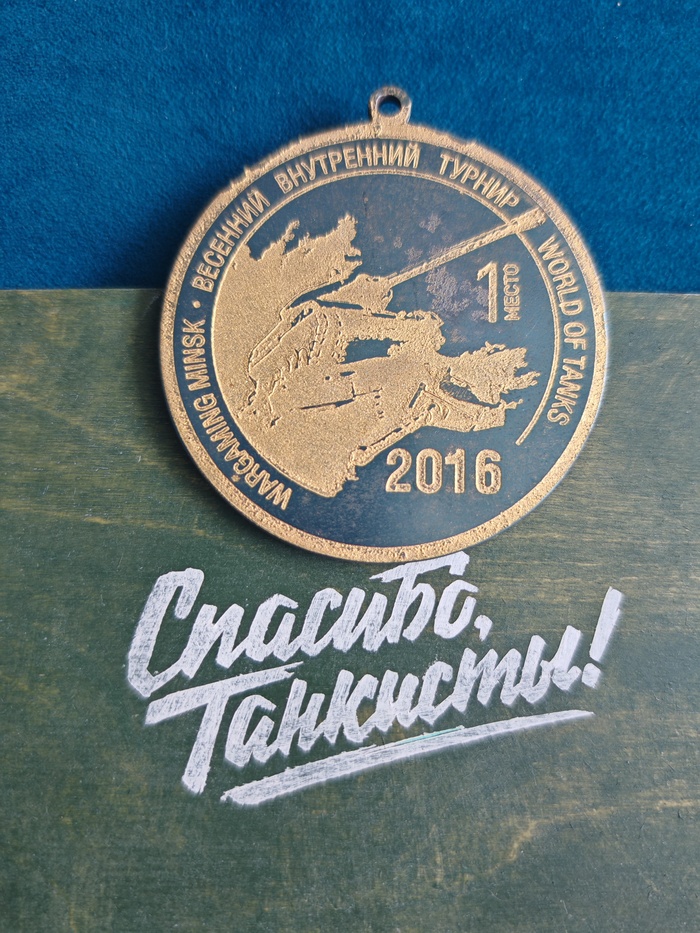 WARGAMING MINSK • ВЕСЕННИЙ ВНУТРЕННИЙ ТУРНИР WORLD OF TANKS
1
МЕСТО
2016
Спасибо,
Танкисты!